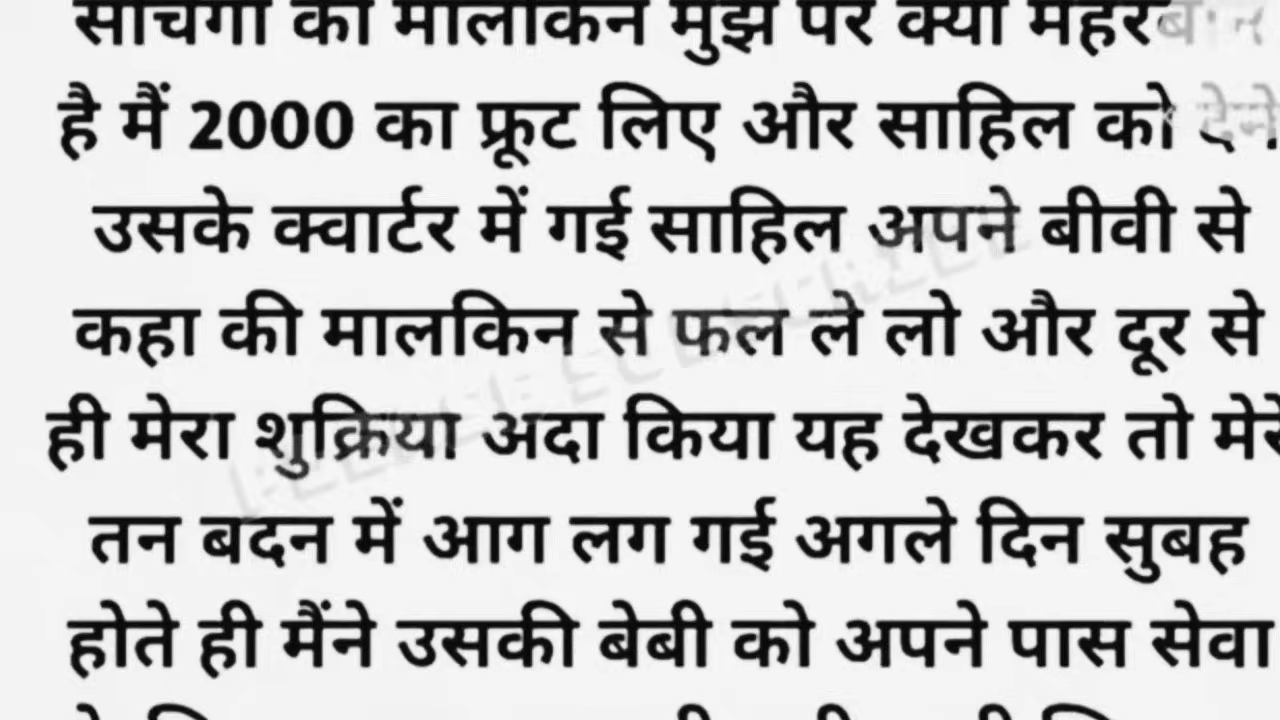 सोचेगी की मालकिन मुझ पर क्यों मेहरबान
है मैं 2000 का फ्रूट लिए और साहिल को देने
उसके क्वार्टर में गई साहिल अपने बीवी से
कहा की मालकिन से फल ले लो और दूर से
ही मेरा शुक्रिया अदा किया यह देखकर तो मेरे
तन बदन में आग लग गई अगले दिन सुबह
होते ही मैंने उसकी बेबी को अपने पास सेवा